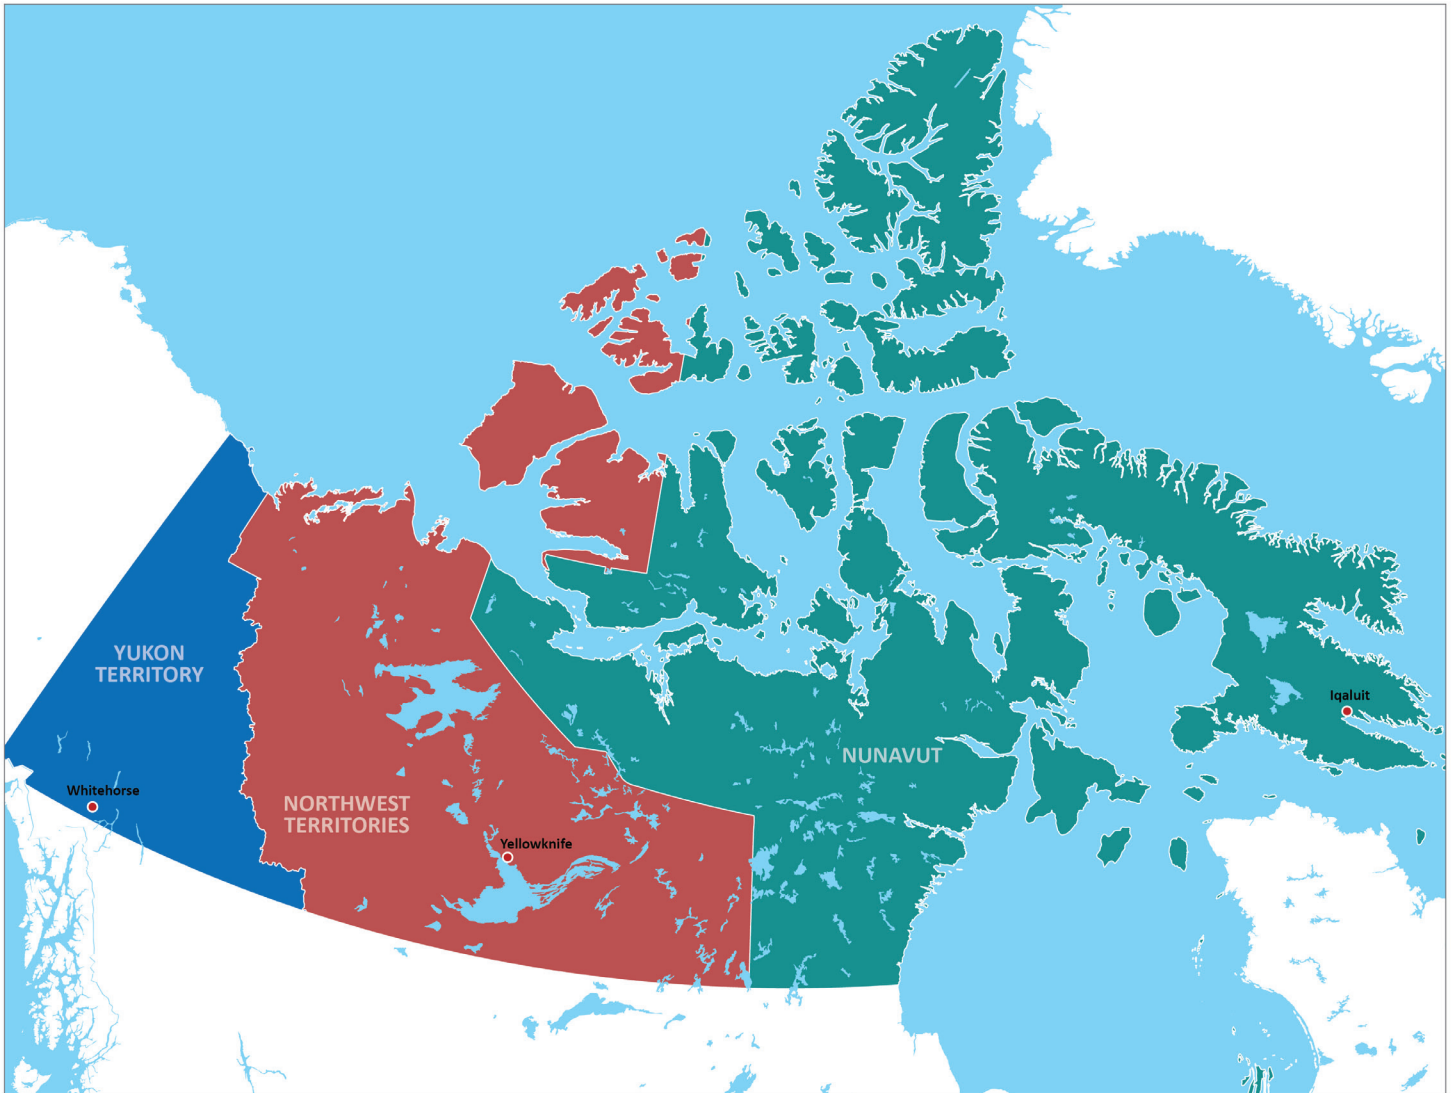 YUKON
TERRITORY
Whitehorse
NORTHWEST
TERRITORIES
Yellowknife
NUNAVUT
Iqaluit